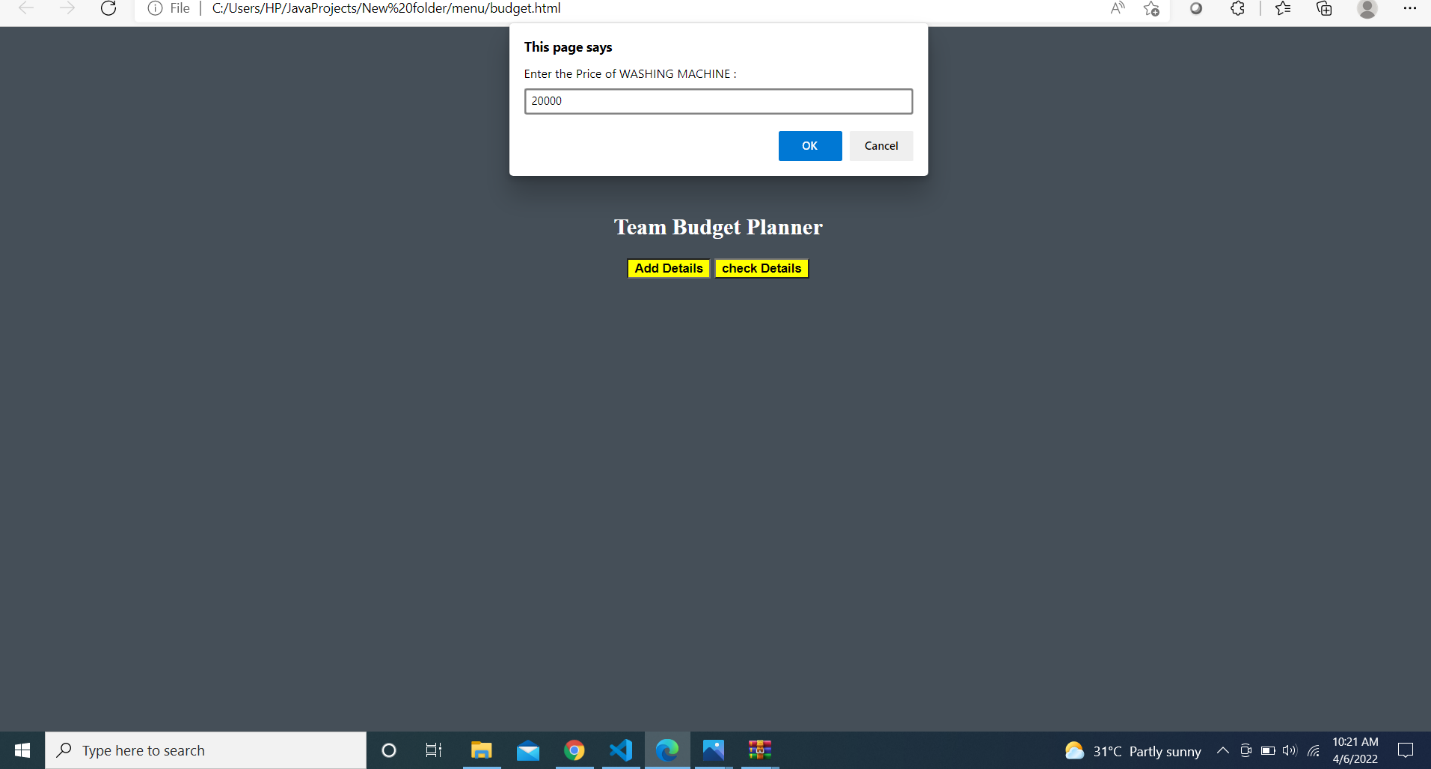 File | C:/Users/HP/JavaProjects/New%20folder/menu/budget.html
This page says
Enter the Price of WASHING MACHINE :
20000
OK Cancel
Team Budget Planner
Add Details check Details
Type here to search
31°C Partly sunny
10:21 AM
4/6/2022